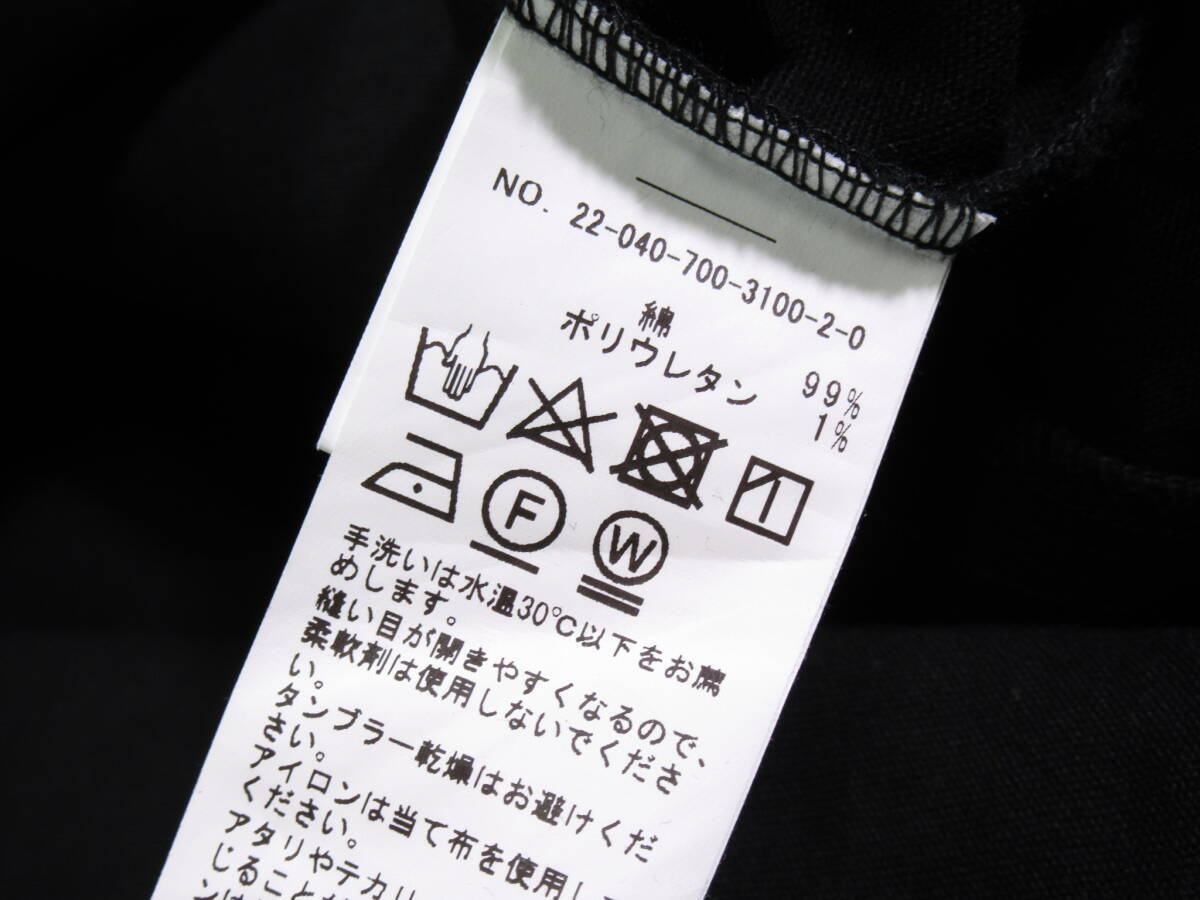 NO. 22-040-700-3100-2-0
綿 99%
ポリウレタン 1%
F
W
手洗いは水温30℃以下をお薦
めします。
縫い目が開きやすくなるので、
柔軟剤は使用しないでくださ
い。
タンブラー乾燥はお避けくだ
さい。
アイロンは当て布を使用して
ください。
アタリやテカリ
じること